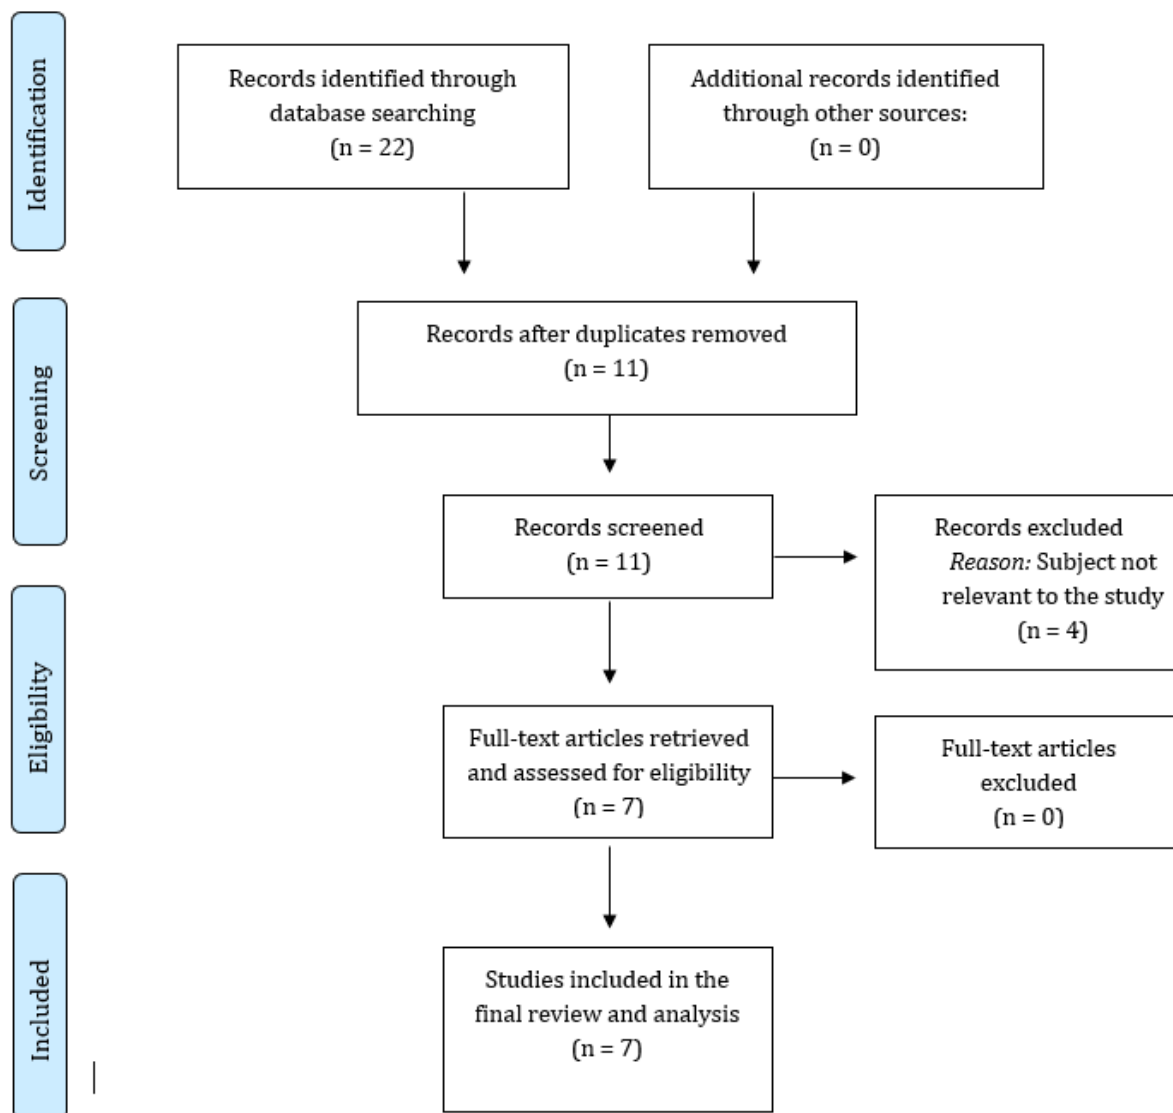 Identification
Records identified through
database searching
(n = 22)
Additional records identified
through other sources:
(n = 0)
Screening
Records after duplicates removed
(n = 11)
Records screened
(n = 11)
Records excluded
Reason: Subject not
relevant to the study
(n = 4)
Eligibility
Full-text articles retrieved
and assessed for eligibility
(n = 7)
Full-text articles
excluded
(n = 0)
Included
Studies included in the
final review and analysis
(n = 7)